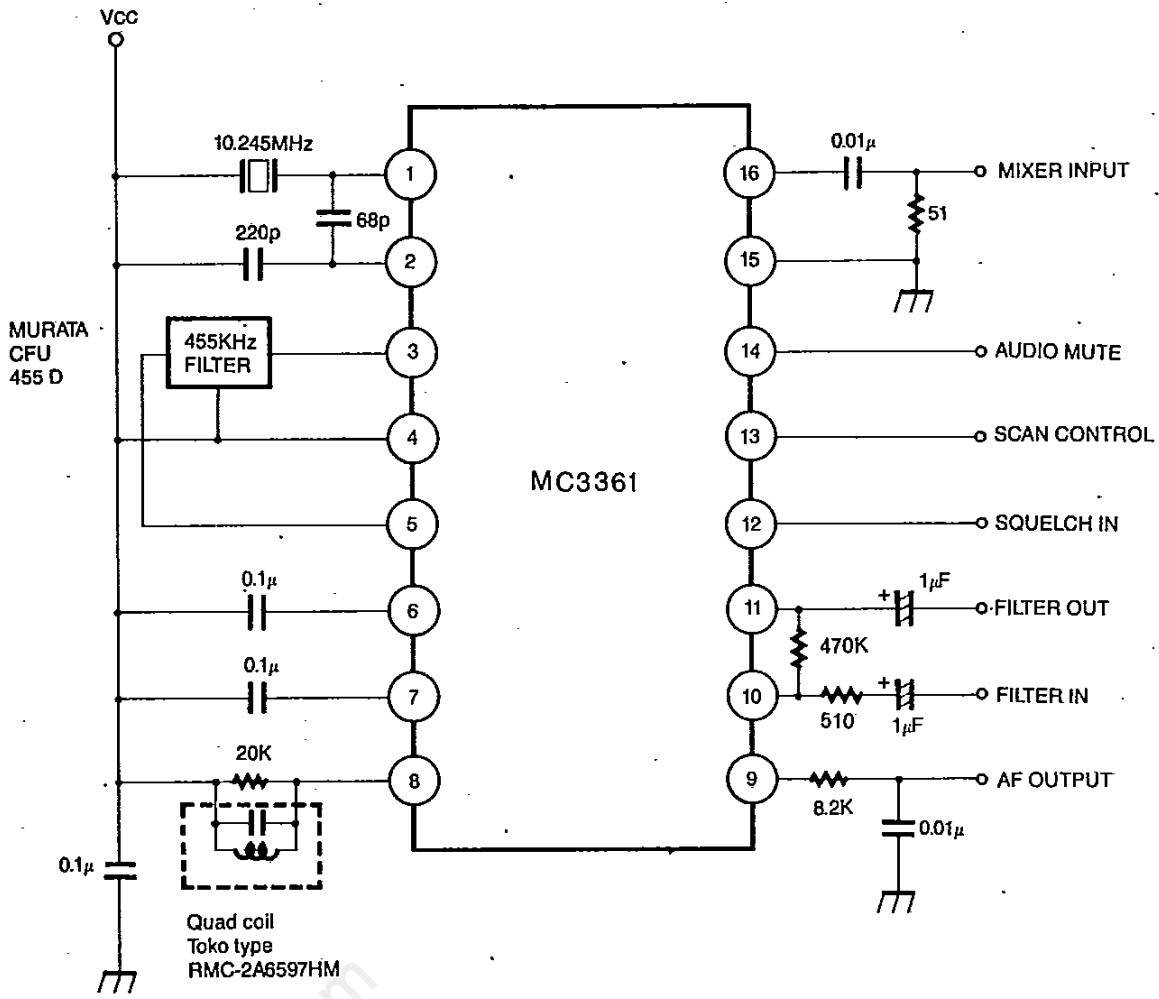 VCC
10.245MHz
68p
220p
MURATA
CFU
455 D
455KHz
FILTER
0.1μ
0.1μ
20K
0.1μ
Quad coil
Toko type
RMC-2A6597HM
1
2
3
4
5
6
7
8
MC3361
16
15
14
13
12
11
10
9
0.01μ
MIXER INPUT
51
AUDIO MUTE
SCAN CONTROL
SQUELCH IN
+
1μF
FILTER OUT
470K
+
510
1μF
FILTER IN
8.2K
AF OUTPUT
0.01μ